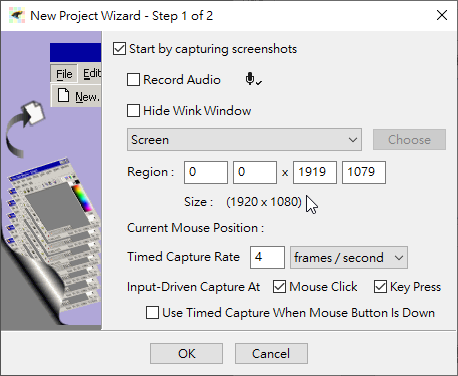 New Project Wizard - Step 1 of 2
Start by capturing screenshots
File Edit
New.
Record Audio
Hide Wink Window
Screen Choose
Region : 0 0 x 1919 1079
Size : (1920 x 1080)
Current Mouse Position :
Timed Capture Rate 4 frames / second
Input-Driven Capture At Mouse Click Key Press
Use Timed Capture When Mouse Button Is Down
OK Cancel